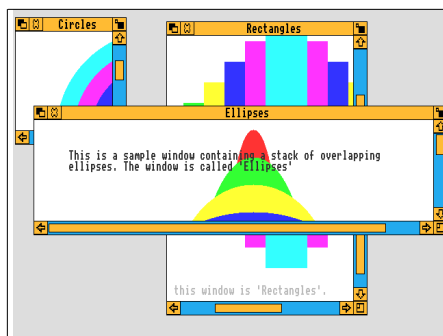 Circles
Rectangles
Ellipses
This is a sample window containing a stack of overlapping
ellipses. The window is called 'Ellipses'
this window is 'Rectangles'.